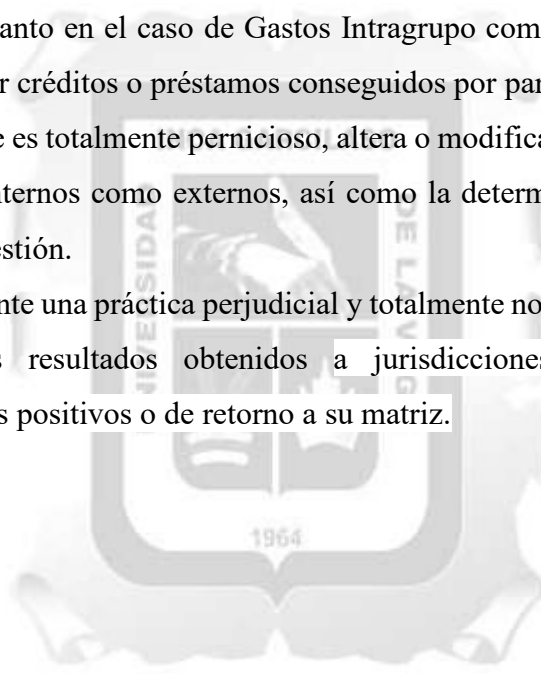 anto en el caso de Gastos Intragrupo com
r créditos o préstamos conseguidos por par
e es totalmente pernicioso, altera o modifica
nternos como externos, así como la determ
estión.
nte una práctica perjudicial y totalmente no
s resultados obtenidos a jurisdicciones
s positivos o de retorno a su matriz.
1964